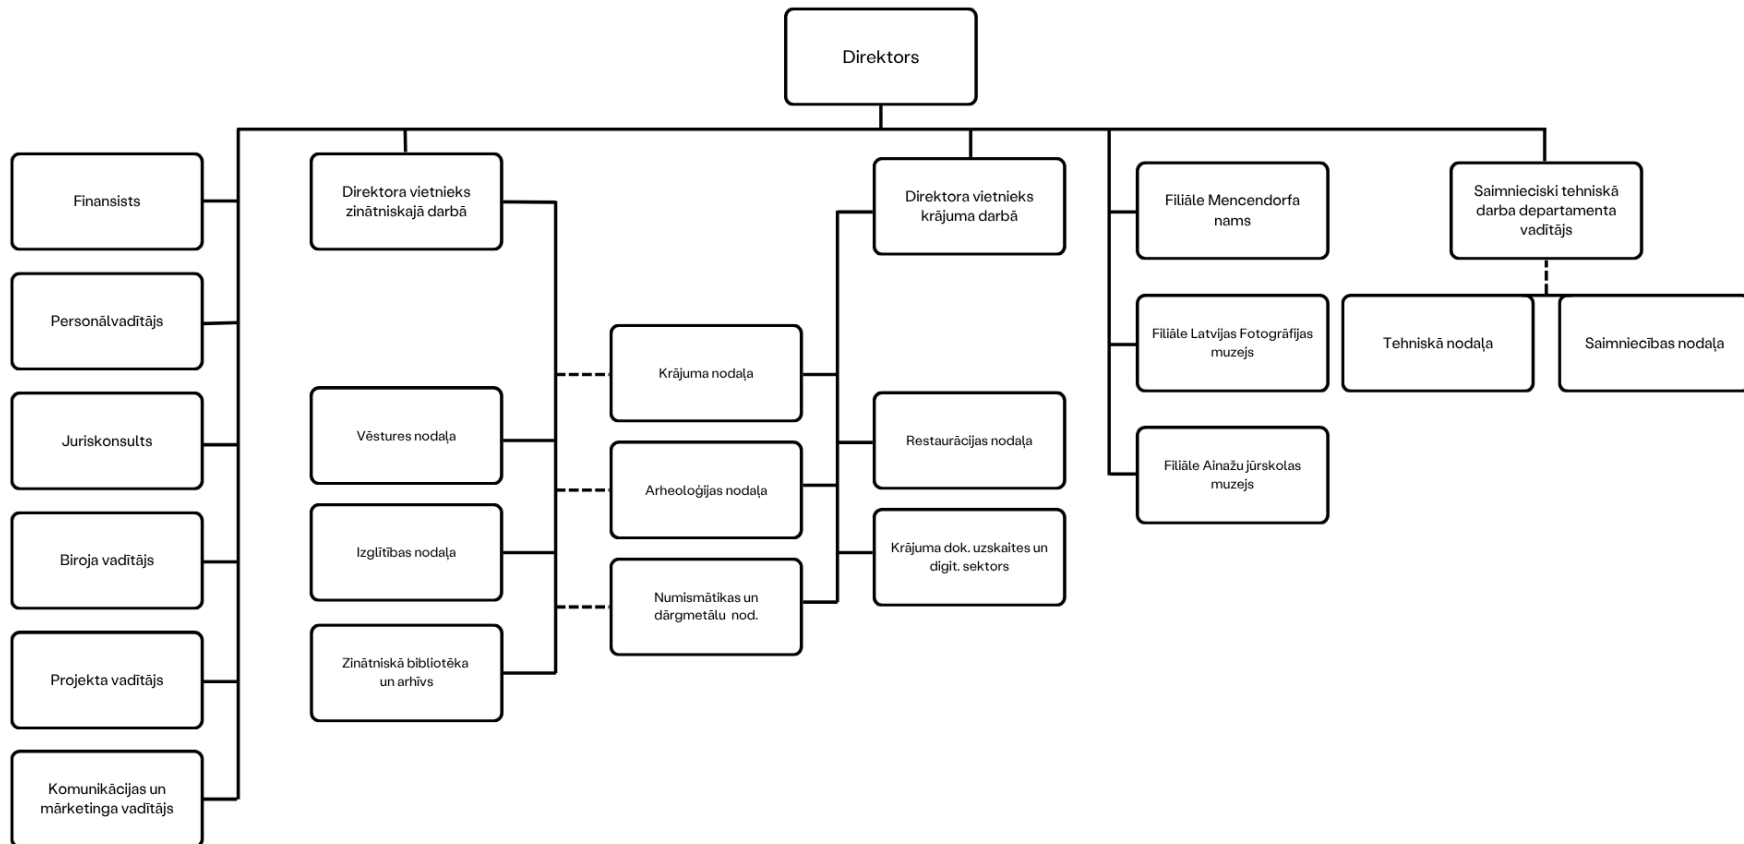 Direktors
Finansists
Personālvadītājs
Juriskonsults
Biroja vadītājs
Projekta vadītājs
Komunikācijas un
mārketinga vadītājs
Direktora vietnieks
zinātniskajā darbā
Vēstures nodaļa
Izglītības nodaļa
Zinātniskā bibliotēka
un arhīvs
Krājuma nodaļa
Arheoloģijas nodaļa
Numismātikas un
dārgmetālu nod.
Direktora vietnieks
krājuma darbā
Restaurācijas nodaļa
Krājuma dok. uzskaites un
digit. sektors
Filiāle Mencendorfa
nams
Filiāle Latvijas Fotogrāfijas
muzejs
Filiāle Ainažu jūrskolas
muzejs
Saimnieciski tehniskā
darba departamenta
vadītājs
Tehniskā nodaļa
Saimniecības nodaļa